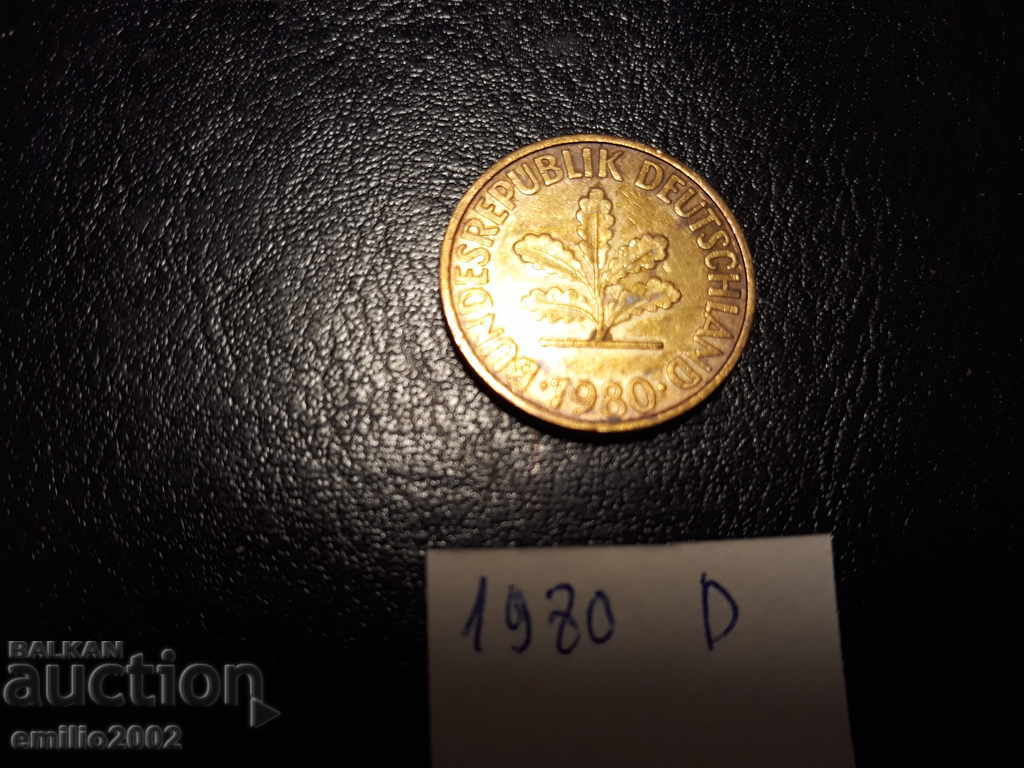 BUNDESREPUBLIK DEUTSCHLAND
· 1980 ·
1980 D
BALKAN
auction
emilio2002